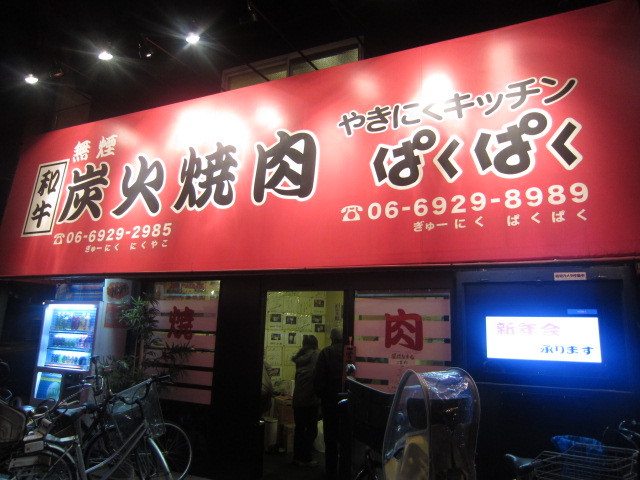 無煙
和牛
炭火焼肉
☎06-6929-2985
ぎゅーにく にくやこ
やきにくキッチン
ぱくぱく
☎06-6929-8989
ぎゅーにく ぱくぱく
焼
肉
新年会
承ります